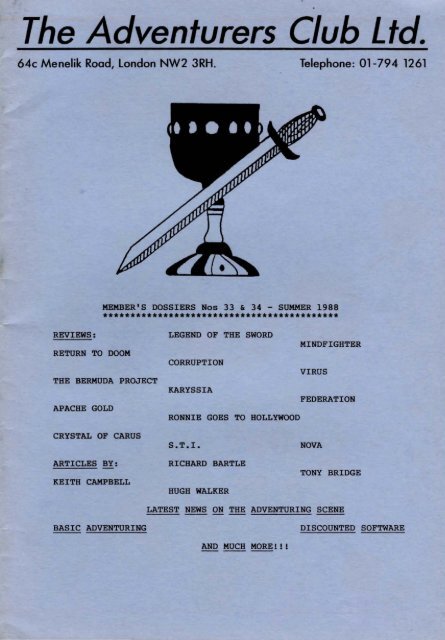 The Adventurers Club Ltd.
64c Menelik Road, London NW2 3RH. Telephone: 01-794 1261
MEMBER'S DOSSIERS Nos 33 & 34 - SUMMER 1988
*******************************************
REVIEWS: LEGEND OF THE SWORD
MINDFIGHTER
RETURN TO DOOM
CORRUPTION
VIRUS
THE BERMUDA PROJECT
KARYSSIA
FEDERATION
APACHE GOLD
RONNIE GOES TO HOLLYWOOD
CRYSTAL OF CARUS
S.T.I. NOVA
ARTICLES BY: RICHARD BARTLE
TONY BRIDGE
KEITH CAMPBELL
HUGH WALKER
LATEST NEWS ON THE ADVENTURING SCENE
BASIC ADVENTURING DISCOUNTED SOFTWARE
AND MUCH MORE!!!